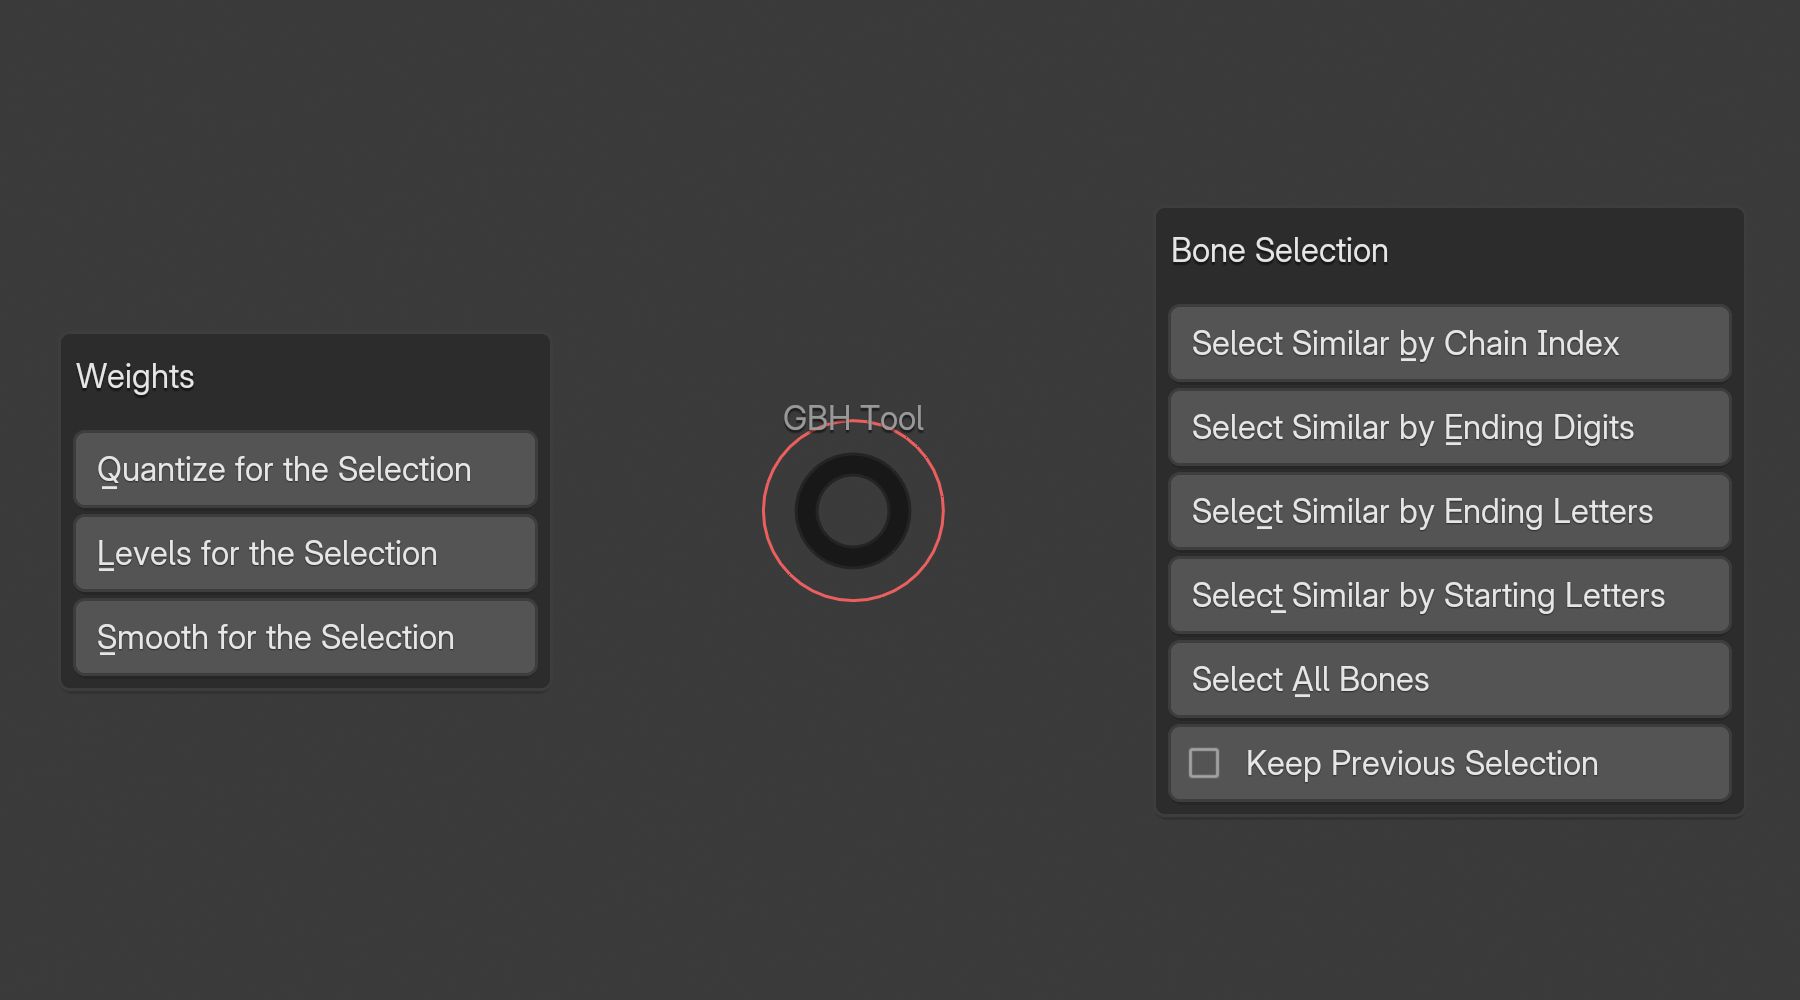 Weights
Quantize for the Selection
Levels for the Selection
Smooth for the Selection
GBH Tool
Bone Selection
Select Similar by Chain Index
Select Similar by Ending Digits
Select Similar by Ending Letters
Select Similar by Starting Letters
Select All Bones
Keep Previous Selection